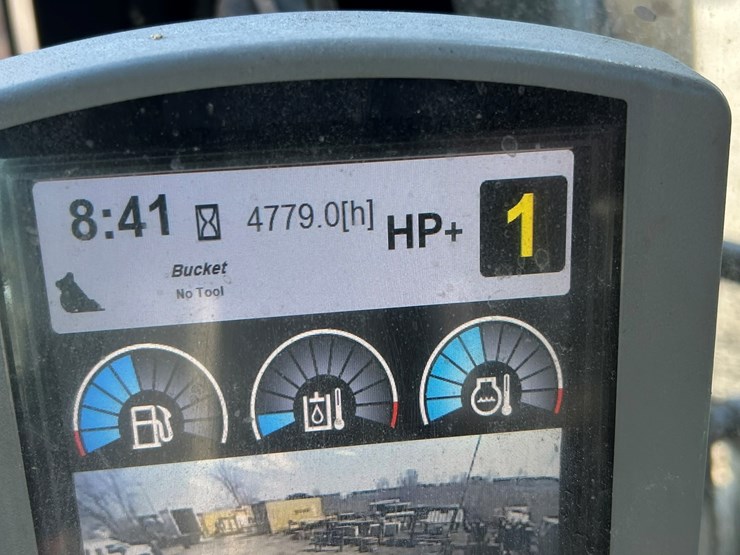 8:41 4779.0[h] HP+ 1
Bucket
No Tool